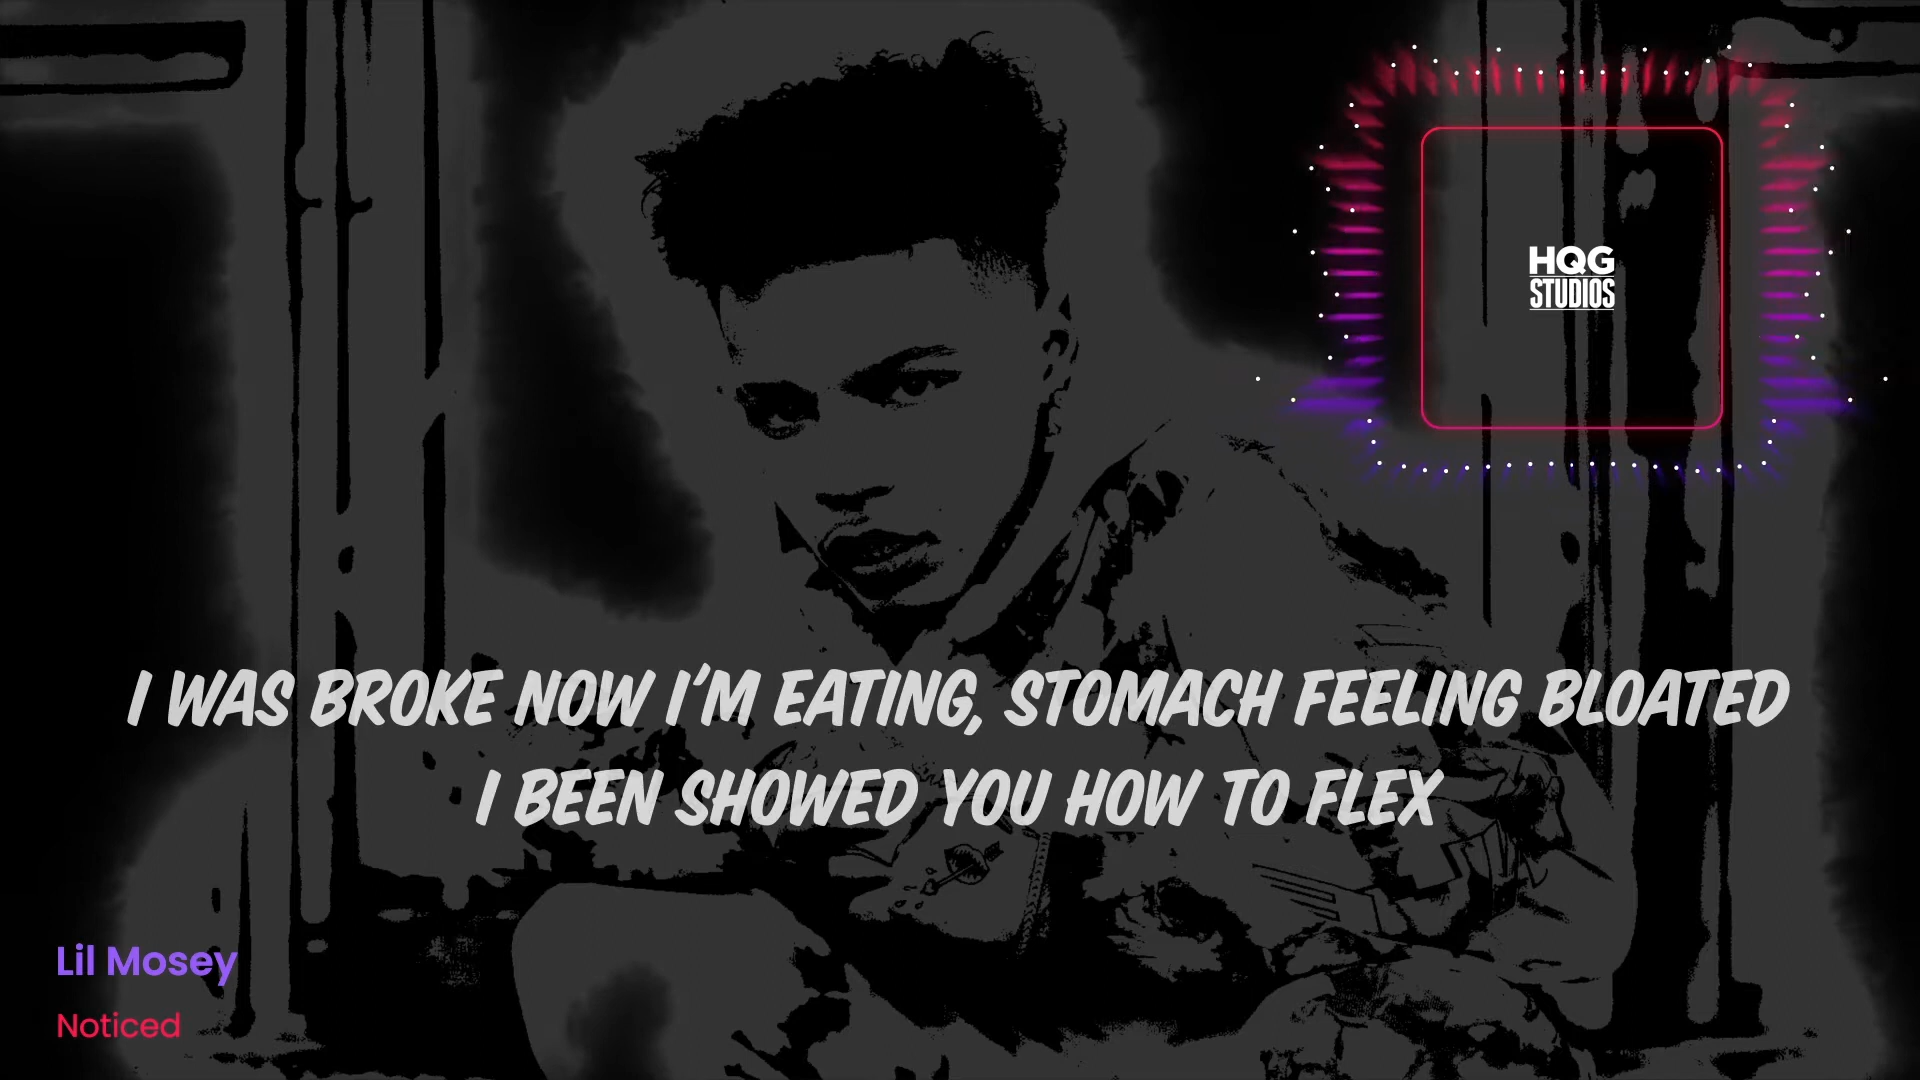 HQG
STUDIOS
I WAS BROKE NOW I'M EATING, STOMACH FEELING BLOATED
I BEEN SHOWED YOU HOW TO FLEX
Lil Mosey
Noticed